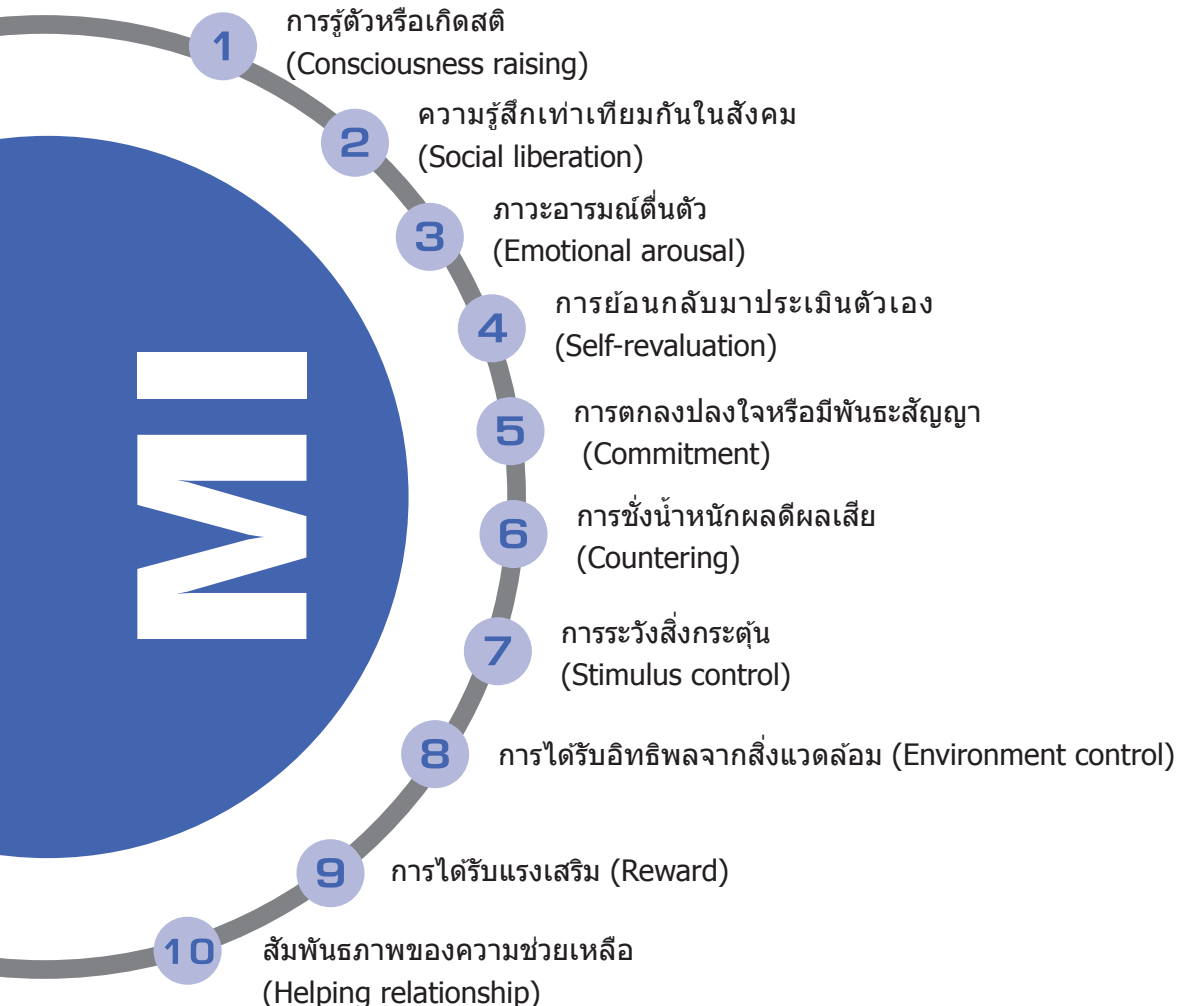 1
การรู้ตัวหรือเกิดสติ
(Consciousness raising)
2
ความรู้สึกเท่าเทียมกันในสังคม
(Social liberation)
3
ภาวะอารมณ์ตื่นตัว
(Emotional arousal)
4
การย้อนกลับมาประเมินตัวเอง
(Self-revaluation)
5
การตกลงปลงใจหรือมีพันธะสัญญา
(Commitment)
6
การชั่งน้ำหนักผลดีผลเสีย
(Countering)
7
การระวังสิ่งกระตุ้น
(Stimulus control)
8
การได้รับอิทธิพลจากสิ่งแวดล้อม (Environment control)
9
การได้รับแรงเสริม (Reward)
10
สัมพันธภาพของความช่วยเหลือ
(Helping relationship)
MI